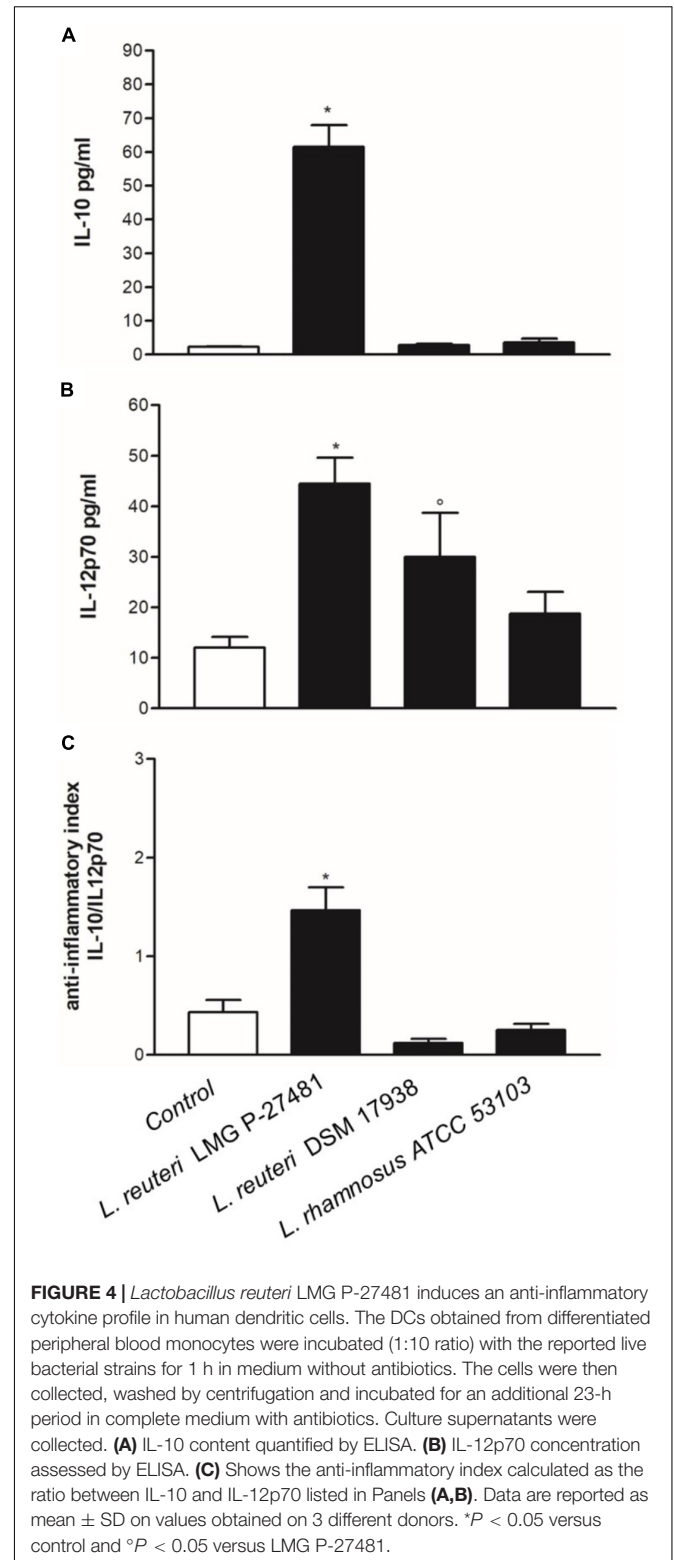 A
90
80
70
60
50
40
30
20
10
0
IL-10 pg/ml
*
B
60
50
40
30
20
10
0
IL-12p70 pg/ml
*
°
C
3
2
1
0
anti-inflammatory index
IL-10/IL12p70
*
Control
L. reuteri LMG P-27481
L. reuteri DSM 17938
L. rhamnosus ATCC 53103
FIGURE 4 | Lactobacillus reuteri LMG P-27481 induces an anti-inflammatory
cytokine profile in human dendritic cells. The DCs obtained from differentiated
peripheral blood monocytes were incubated (1:10 ratio) with the reported live
bacterial strains for 1 h in medium without antibiotics. The cells were then
collected, washed by centrifugation and incubated for an additional 23-h
period in complete medium with antibiotics. Culture supernatants were
collected. (A) IL-10 content quantified by ELISA. (B) IL-12p70 concentration
assessed by ELISA. (C) Shows the anti-inflammatory index calculated as the
ratio between IL-10 and IL-12p70 listed in Panels (A,B). Data are reported as
mean ± SD on values obtained on 3 different donors. *P < 0.05 versus
control and °P < 0.05 versus LMG P-27481.